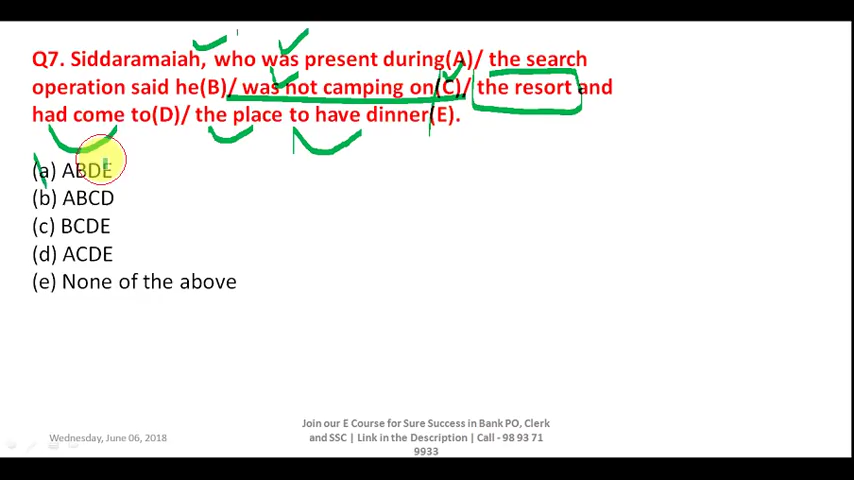 Q7. Siddaramaiah, who was present during(A)/ the search
operation said he(B)/ was not camping on(C)/ the resort and
had come to(D)/ the place to have dinner(E).
(a) ABDE
(b) ABCD
(c) BCDE
(d) ACDE
(e) None of the above
Wednesday, June 06, 2018
Join our E Course for Sure Success in Bank PO, Clerk
and SSC | Link in the Description | Call - 98 93 71
9933